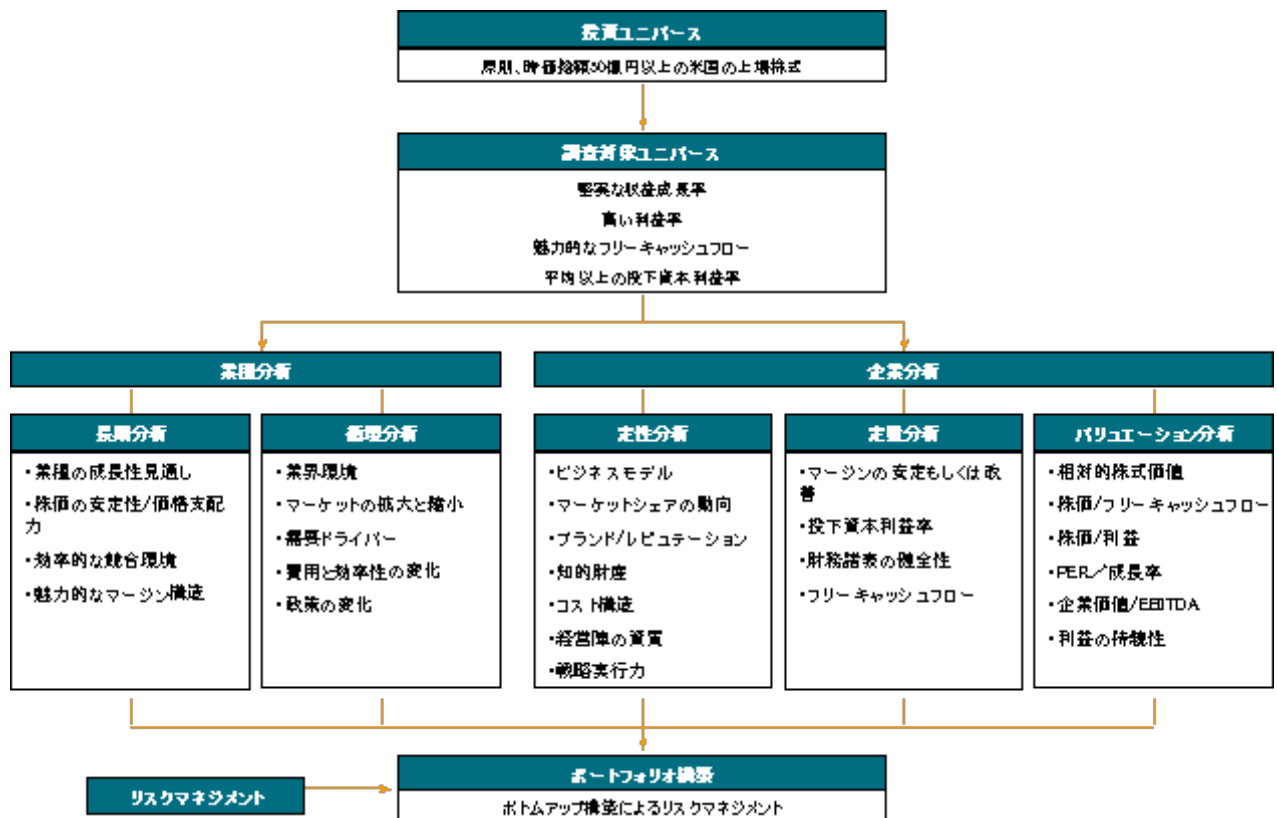 投資ユニバース
原則、時価総額50億円以上の米国の上場株式
調査対象ユニバース
堅実な収益成長率
高い利益率
魅力的なフリーキャッシュフロー
平均以上の投下資本利益率
業種分析
企業分析
長期分析
循環分析
定性分析
定量分析
バリュエーション分析
・業種の成長性見通し
・株価の安定性/価格支配
力
・効率的な競合環境
・魅力的なマージン構造
・業界環境
・マーケットの拡大と縮小
・需要ドライバー
・費用と効率性の変化
・政策の変化
・ビジネスモデル
・マーケットシェアの動向
・ブランド/レピュテーション
・知的財産
・コスト構造
・経営陣の資質
・戦略実行力
・マージンの安定もしくは改
善
・投下資本利益率
・財務諸表の健全性
・フリーキャッシュフロー
・相対的株式価値
・株価/フリーキャッシュフロー
・株価/利益
・PER/成長率
・企業価値/EBITDA
・利益の持続性
リスクマネジメント
ポートフォリオ構築
ボトムアップ構築によるリスクマネジメント